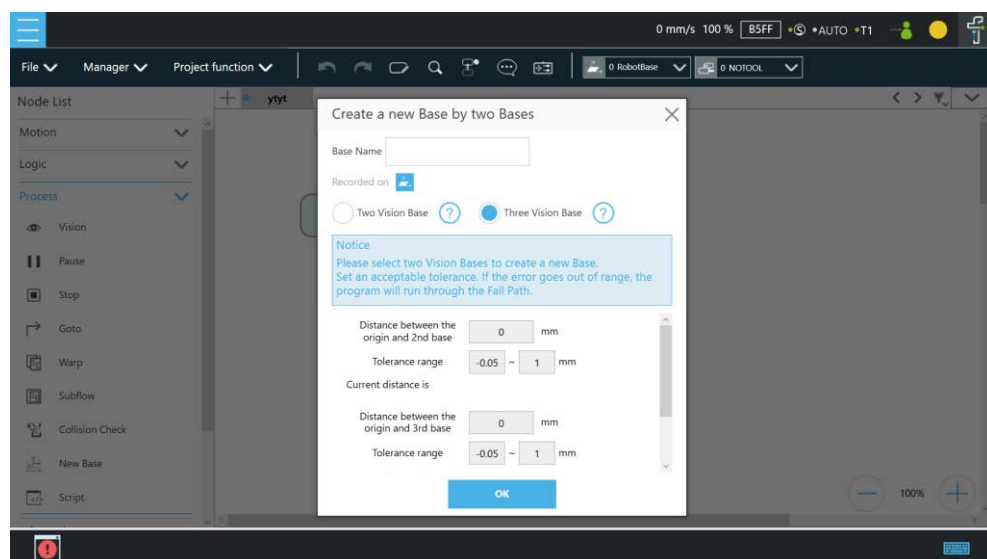 0 mm/s 100 % B5FF •Ⓢ •AUTO •T1
File Manager Project function 0 RobotBase 0 NOTOOL
Node List
ytyt
Motion
Logic
Process
Vision
Pause
Stop
Goto
Warp
Subflow
Collision Check
New Base
Script
Create a new Base by two Bases
Base Name
Recorded on
Two Vision Base ? Three Vision Base ?
Notice
Please select two Vision Bases to create a new Base.
Set an acceptable tolerance. If the error goes out of range, the
program will run through the Fail Path.
Distance between the
origin and 2nd base
0 mm
Tolerance range -0.05 ~ 1 mm
Current distance is
Distance between the
origin and 3rd base
0 mm
Tolerance range -0.05 ~ 1 mm
OK
100%